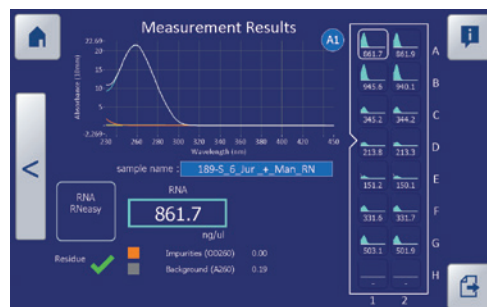 Measurement Results
A1
22.69
20
15
10
5
-2.269
Absorbance (10mm)
230 260 280 300 320 340 360 380 400 420 450
Wavelength (nm)
sample name : 189-S_6_Jur _+_Man_RN
RNA
RNeasy
RNA
861.7
ng/ul
Residue
Impurities (O0260) 0.00
Background (A260) 0.19
861.7 861.9 A
945.6 940.1 B
345.2 344.2 C
213.8 213.3 D
151.2 150.1 E
331.6 331.7 F
503.1 501.9 G
- - H
1 2
<
i